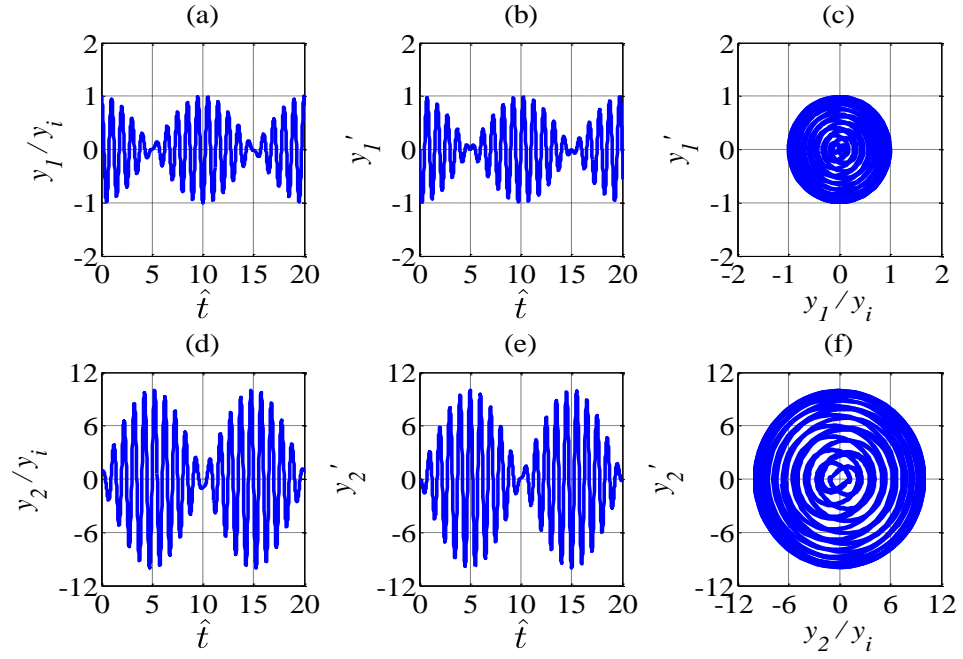 (a) (b) (c)
2 2 2
1 1 1
y1/yi 0 y1' 0 y1' 0
-1 -1 -1
-2 -2 -2
0 5 10 15 20 0 5 10 15 20 -2 -1 0 1 2
t̂ t̂ y1/yi
(d) (e) (f)
12 12 12
6 6 6
y2/yi 0 y2' 0 y2' 0
-6 -6 -6
-12 -12 -12
0 5 10 15 20 0 5 10 15 20 -12 -6 0 6 12
t̂ t̂ y2/yi